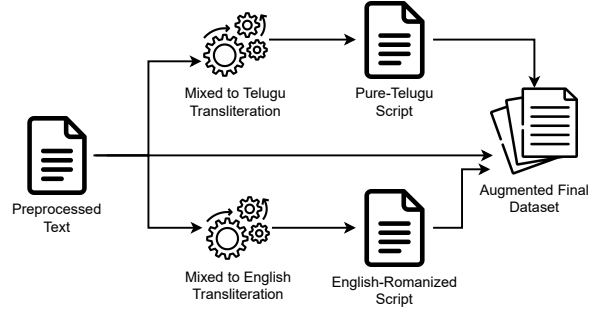 Mixed to Telugu
Transliteration
Pure-Telugu
Script
Preprocessed
Text
Augmented Final
Dataset
Mixed to English
Transliteration
English-Romanized
Script